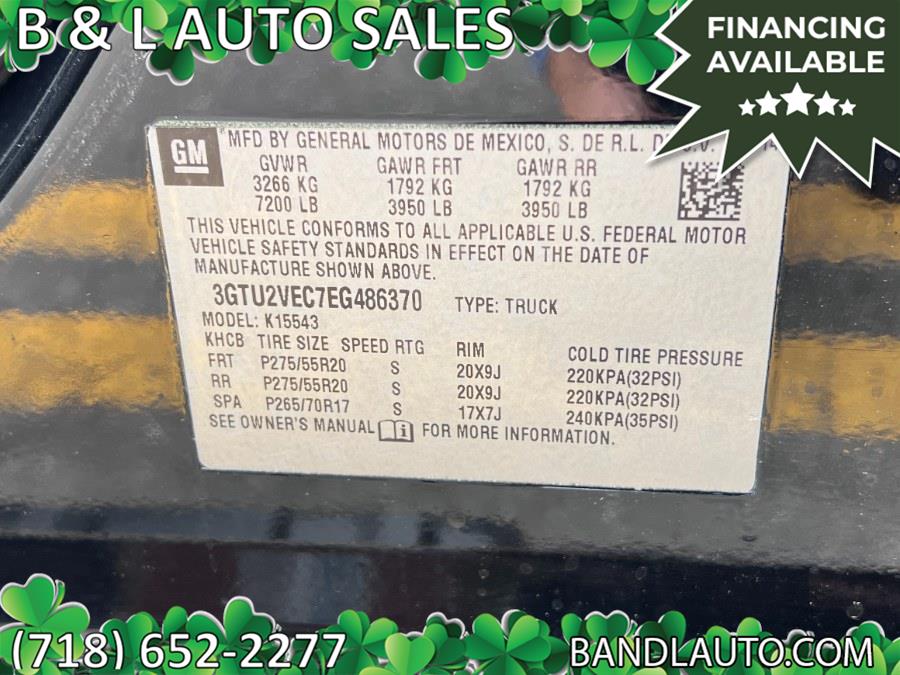 B & L AUTO SALES
FINANCING
AVAILABLE
GM
MFD BY GENERAL MOTORS DE MEXICO, S. DE R.L.
GVWR GAWR FRT GAWR RR
3266 KG 1792 KG 1792 KG
7200 LB 3950 LB 3950 LB
THIS VEHICLE CONFORMS TO ALL APPLICABLE U.S. FEDERAL MOTOR
VEHICLE SAFETY STANDARDS IN EFFECT ON THE DATE OF
MANUFACTURE SHOWN ABOVE.
3GTU2VEC7EG486370 TYPE: TRUCK
MODEL: K15543
KHCB TIRE SIZE SPEED RTG RIM COLD TIRE PRESSURE
FRT P275/55R20 S 20X9J 220KPA(32PSI)
RR P275/55R20 S 20X9J 220KPA(32PSI)
SPA P265/70R17 S 17X7J 240KPA(35PSI)
SEE OWNER'S MANUAL i FOR MORE INFORMATION.
(718) 652-2277
BANDLAUTO.COM